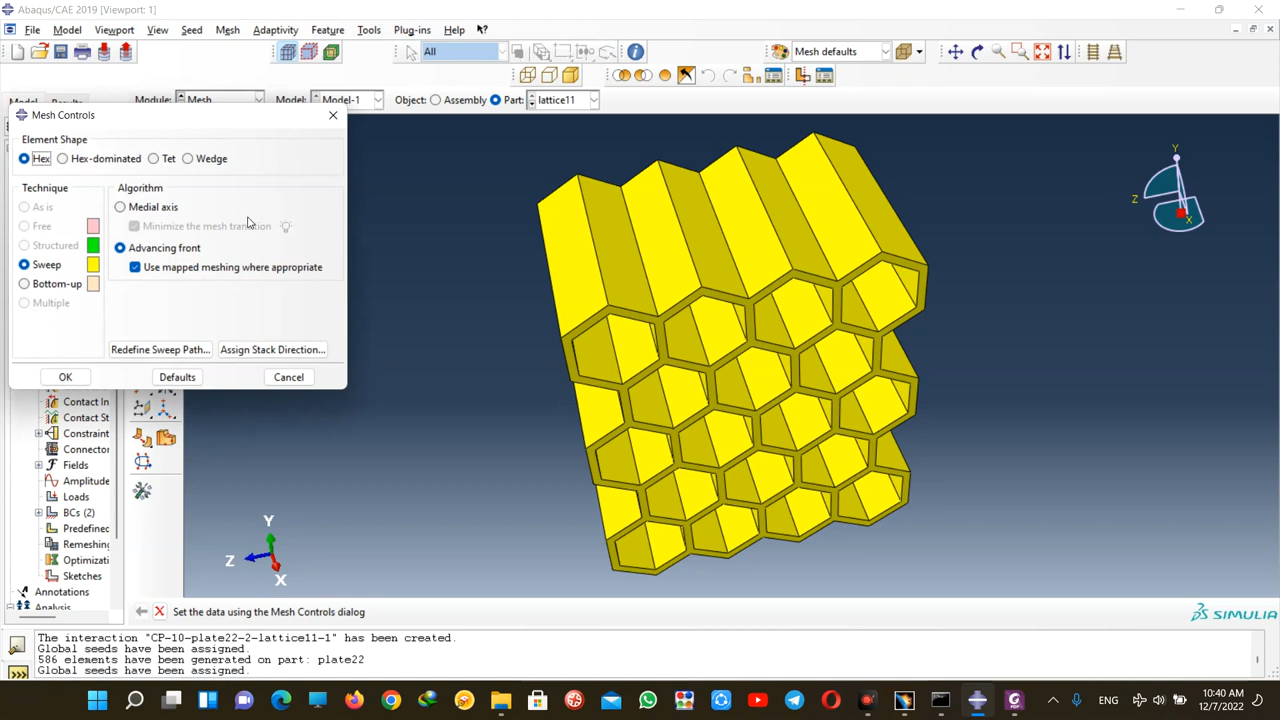 Abaqus/CAE 2019 [Viewport: 1]
File Model Viewport View Seed Mesh Adaptivity Feature Tools Plug-ins Help
All
Mesh defaults
Model Results Module: Mesh Model: Model-1 Object: Assembly Part: lattice11
Mesh Controls
Element Shape
Hex Hex-dominated Tet Wedge
Technique
As is
Free
Structured
Sweep
Bottom-up
Multiple
Algorithm
Medial axis
Minimize the mesh transition
Advancing front
Use mapped meshing where appropriate
Redefine Sweep Path... Assign Stack Direction...
OK Defaults Cancel
Contact In
Contact St
Constraint
Connector
Fields
Amplitude
Loads
BCs (2)
Predefined
Remeshing
Optimizati
Sketches
Annotations
Analysis
Y
Z
X
Y
Z
X
Set the data using the Mesh Controls dialog
SIMULIA
The interaction "CP-10-plate22-2-lattice11-1" has been created.
Global seeds have been assigned.
586 elements have been generated on part: plate22
Global seeds have been assigned.
ENG
10:40 AM
12/7/2022